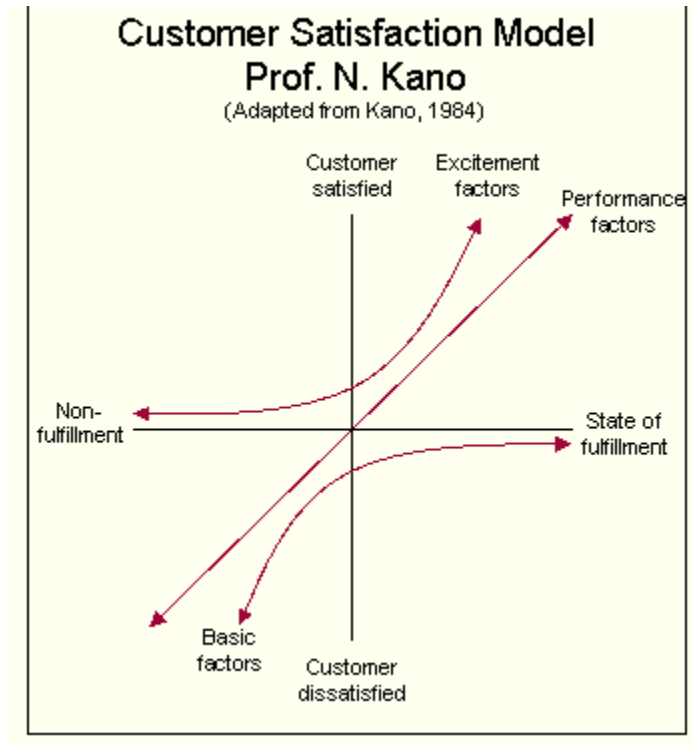 Customer Satisfaction Model
Prof. N. Kano
(Adapted from Kano, 1984)
Customer
satisfied
Excitement
factors
Performance
factors
Non-
fulfillment
State of
fulfillment
Basic
factors
Customer
dissatisfied